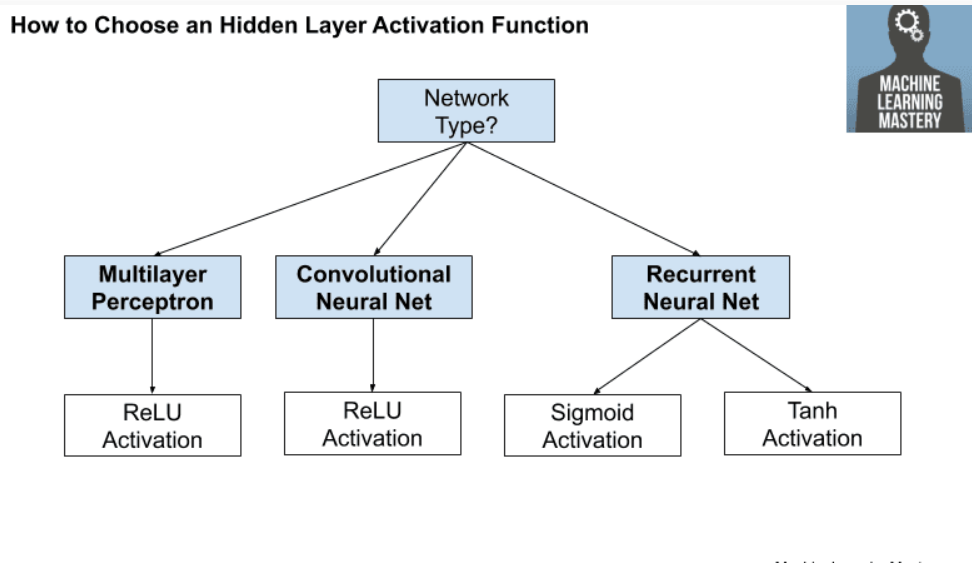 How to Choose an Hidden Layer Activation Function
MACHINE
LEARNING
MASTERY
Network
Type?
Multilayer
Perceptron
Convolutional
Neural Net
Recurrent
Neural Net
ReLU
Activation
ReLU
Activation
Sigmoid
Activation
Tanh
Activation